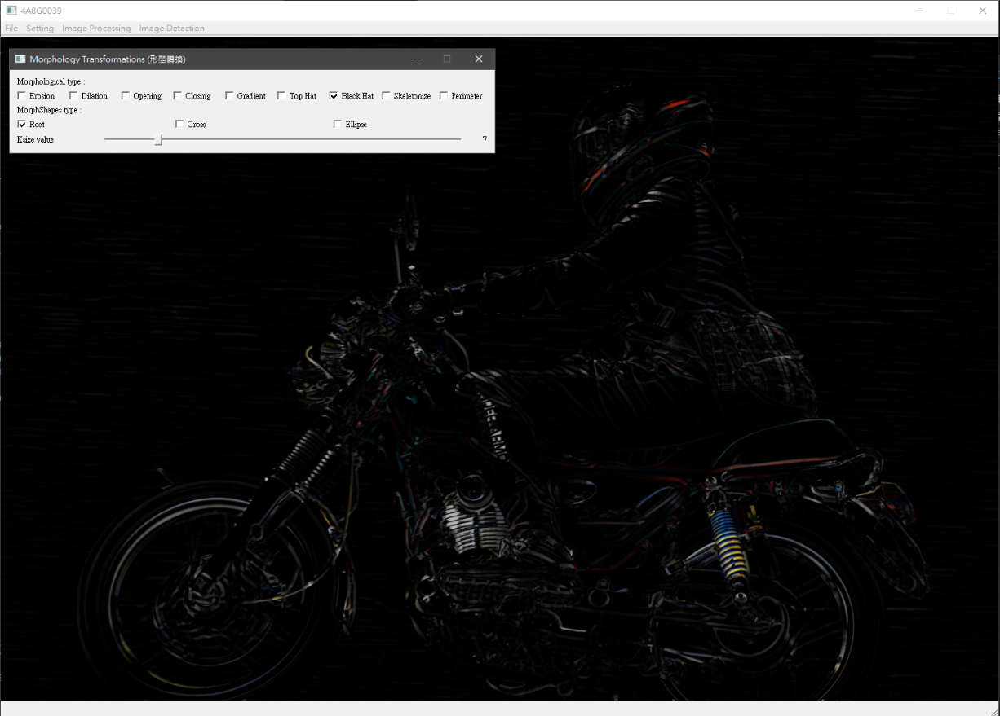 4A8G0039
File Setting Image Processing Image Detection
Morphology Transformations (形態轉換)
Morphological type :
Erosion Dilation Opening Closing Gradient Top Hat Black Hat Skeletonize Perimeter
MorphShapes type :
Rect Cross Ellipse
Ksize value 7